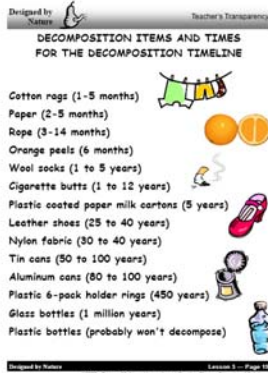 Designed by
Nature
Teacher's Transparency
DECOMPOSITION ITEMS AND TIMES
FOR THE DECOMPOSITION TIMELINE
Cotton rags (1-5 months)
Paper (2-5 months)
Rope (3-14 months)
Orange peels (6 months)
Wool socks (1 to 5 years)
Cigarette butts (1 to 12 years)
Plastic coated paper milk cartons (5 years)
Leather shoes (25 to 40 years)
Nylon fabric (30 to 40 years)
Tin cans (50 to 100 years)
Aluminum cans (80 to 100 years)
Plastic 6-pack holder rings (450 years)
Glass bottles (1 million years)
Plastic bottles (probably won't decompose)
Designed by Nature
Lesson 3 — Page